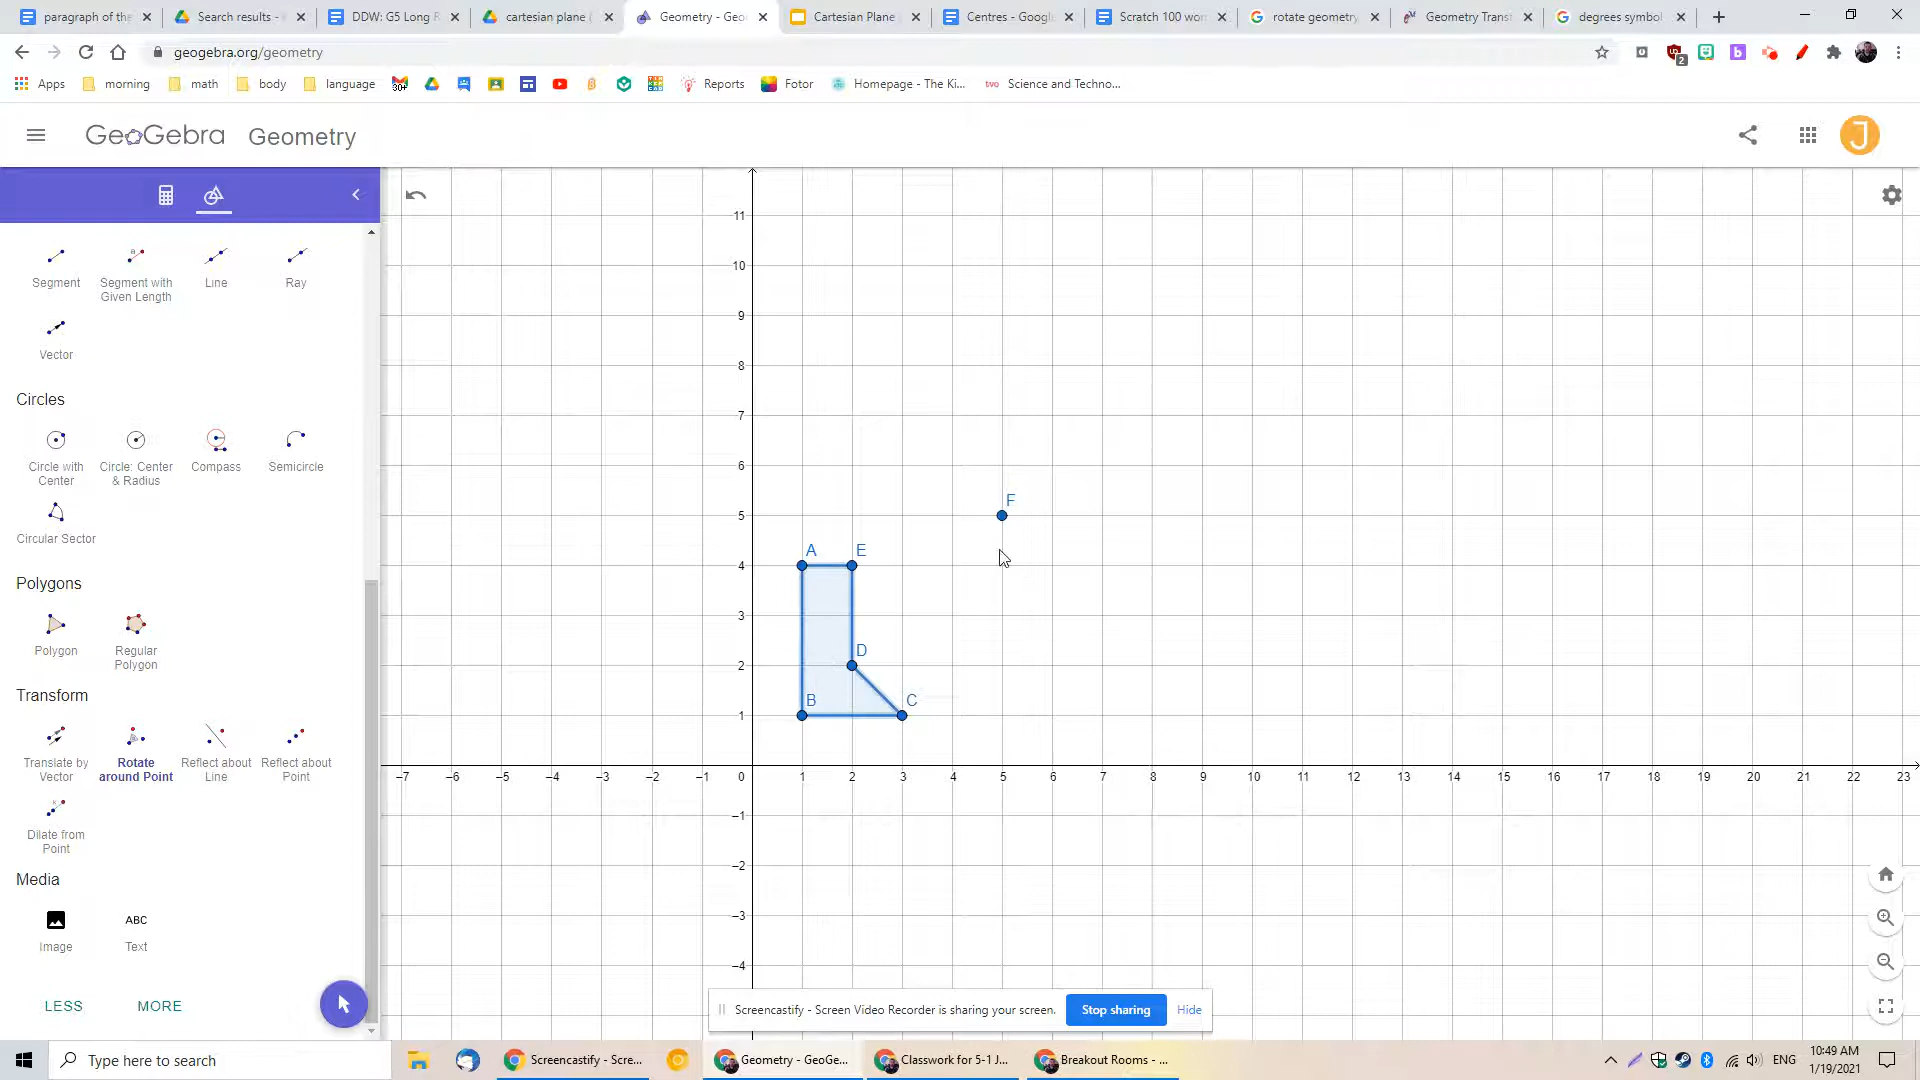 paragraph of the
Search results -
DDW: G5 Long R
cartesian plane (
Geometry - Geo
Cartesian Plane
Centres - Google
Scratch 100 wor
rotate geometry
Geometry Transf
degrees symbol
geogebra.org/geometry
2
Apps
morning
math
body
language
30+
Reports
Fotor
Homepage - The Ki...
tvo
Science and Techno...
GeoGebra
Geometry
J
Segment
Segment with Given Length
Line
Ray
Vector
Circles
Circle with Center
Circle: Center & Radius
Compass
Semicircle
Circular Sector
Polygons
Polygon
Regular Polygon
Transform
Translate by Vector
Rotate around Point
Reflect about Line
Reflect about Point
Dilate from Point
Media
ABC
Image
Text
LESS
MORE
11
10
9
8
7
6
5
4
3
2
1
0
–1
–2
–3
–4
–7 –6 –5 –4 –3 –2 –1 0 1 2 3 4 5 6 7 8 9 10 11 12 13 14 15 16 17 18 19 20 21 22 23
F
A
E
D
B
C
Screencastify - Screen Video Recorder is sharing your screen.
Stop sharing
Hide
Type here to search
Screencastify - Scre...
Geometry - GeoGe...
Classwork for 5-1 J...
Breakout Rooms - ...
ENG
10:49 AM
1/19/2021